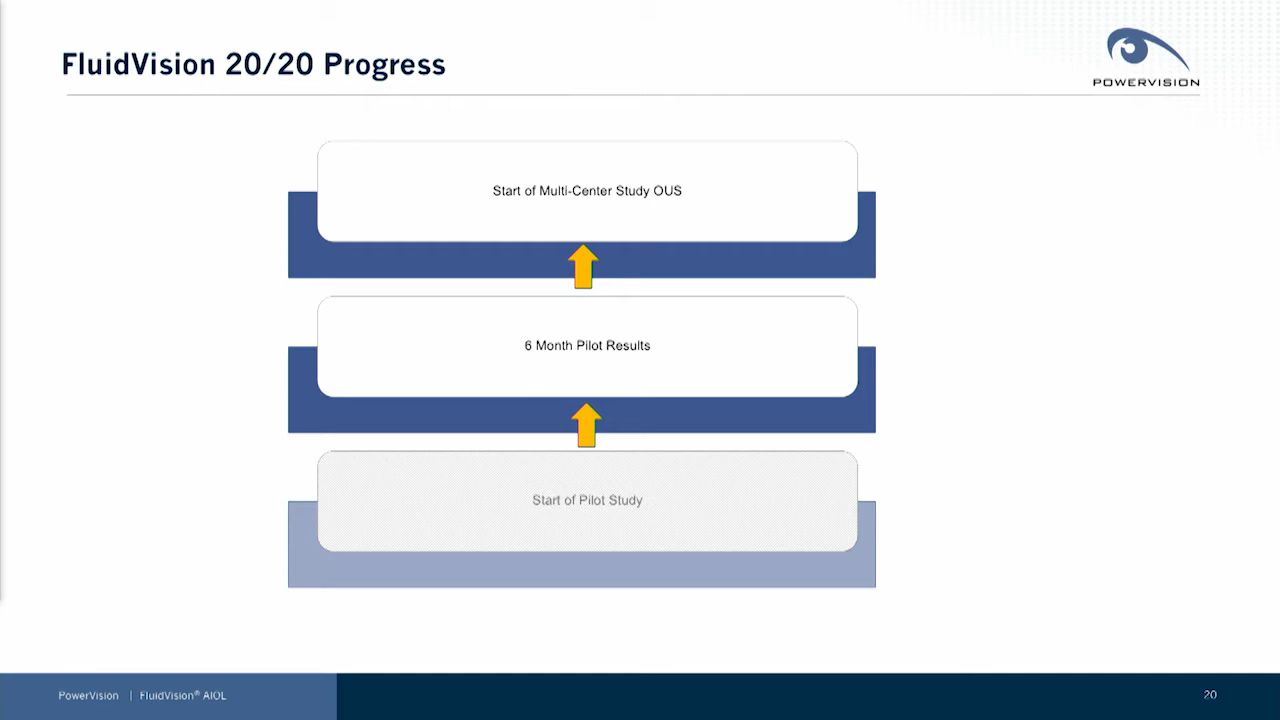 FluidVision 20/20 Progress
POWERVISION
Start of Multi-Center Study OUS
6 Month Pilot Results
Start of Pilot Study
PowerVision | FluidVision® AIOL
20